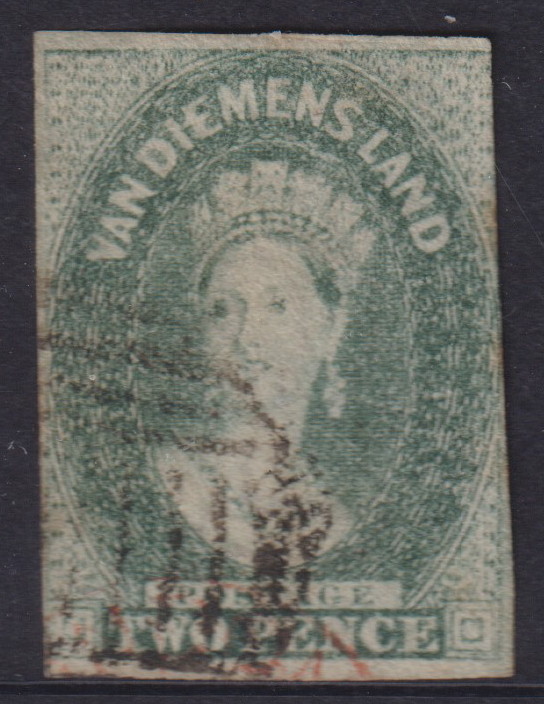 VAN DIEMENS LAND
POSTAGE
TWO PENCE